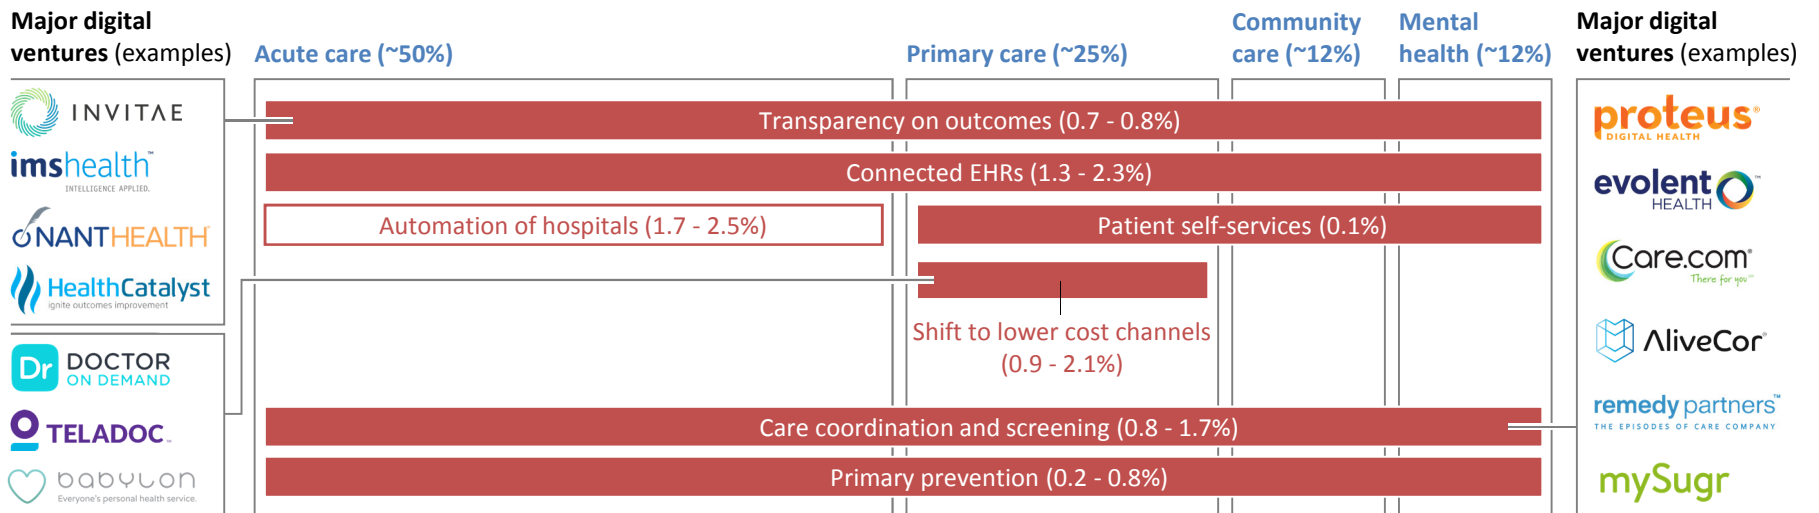 Major digital
ventures (examples)
Acute care (~50%)
Primary care (~25%)
Community
care (~12%)
Mental
health (~12%)
Major digital
ventures (examples)
INVITAE
imshealth™
INTELLIGENCE APPLIED.
NANTHEALTH
HealthCatalyst
ignite outcomes improvement
Dr
DOCTOR
ON DEMAND
TELADOC™
babylon
Everyone's personal health service.
Transparency on outcomes (0.7 - 0.8%)
Connected EHRs (1.3 - 2.3%)
Automation of hospitals (1.7 - 2.5%)
Patient self-services (0.1%)
Shift to lower cost channels
(0.9 - 2.1%)
Care coordination and screening (0.8 - 1.7%)
Primary prevention (0.2 - 0.8%)
proteus®
DIGITAL HEALTH
evolent™
HEALTH
Care.com®
There for you℠
AliveCor®
remedy partners™
THE EPISODES OF CARE COMPANY
mySugr